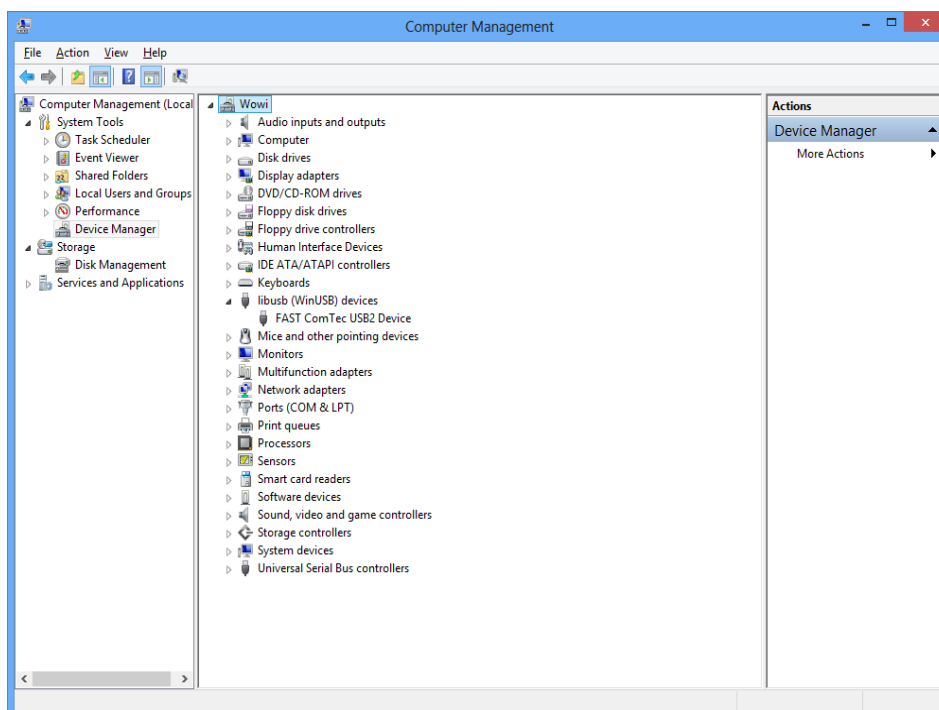 Computer Management
File Action View Help
Computer Management (Local
System Tools
Task Scheduler
Event Viewer
Shared Folders
Local Users and Groups
Performance
Device Manager
Storage
Disk Management
Services and Applications
Wowi
Audio inputs and outputs
Computer
Disk drives
Display adapters
DVD/CD-ROM drives
Floppy disk drives
Floppy drive controllers
Human Interface Devices
IDE ATA/ATAPI controllers
Keyboards
libusb (WinUSB) devices
FAST ComTec USB2 Device
Mice and other pointing devices
Monitors
Multifunction adapters
Network adapters
Ports (COM & LPT)
Print queues
Processors
Sensors
Smart card readers
Software devices
Sound, video and game controllers
Storage controllers
System devices
Universal Serial Bus controllers
Actions
Device Manager
More Actions